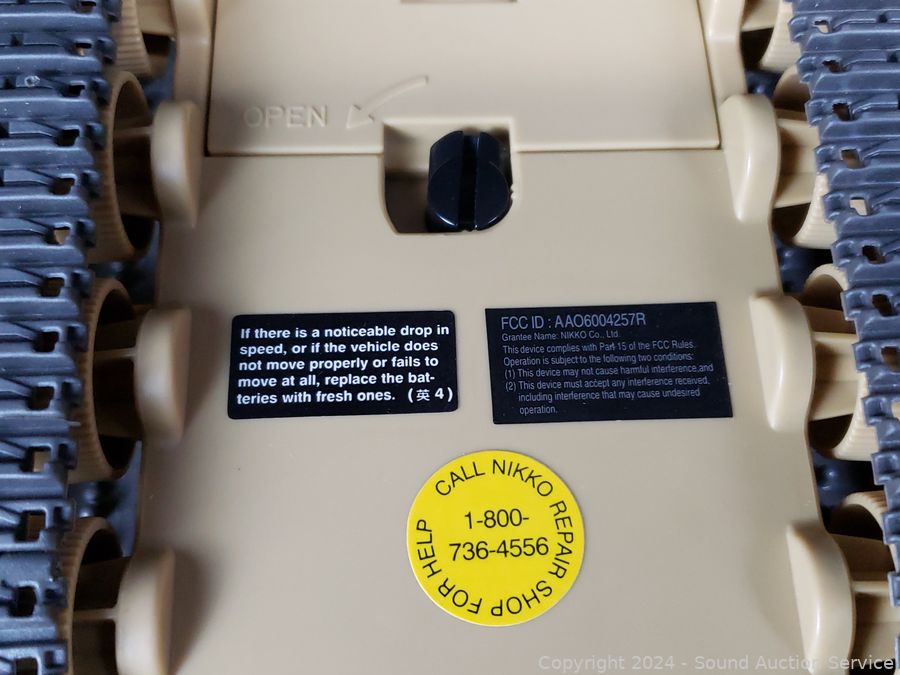 OPEN
If there is a noticeable drop in
speed, or if the vehicle does
not move properly or fails to
move at all, replace the bat-
teries with fresh ones. (英 4)
FCC ID : AAO6004257R
Grantee Name: NIKKO Co., Ltd.
This device complies with Part 15 of the FCC Rules.
Operation is subject to the following two conditions:
(1) This device may not cause harmful interference,and
(2) This device must accept any interference received,
including interference that may cause undesired
operation.
CALL NIKKO REPAIR SHOP FOR HELP
1-800-
736-4556
Copyright 2024 - Sound Auction Service